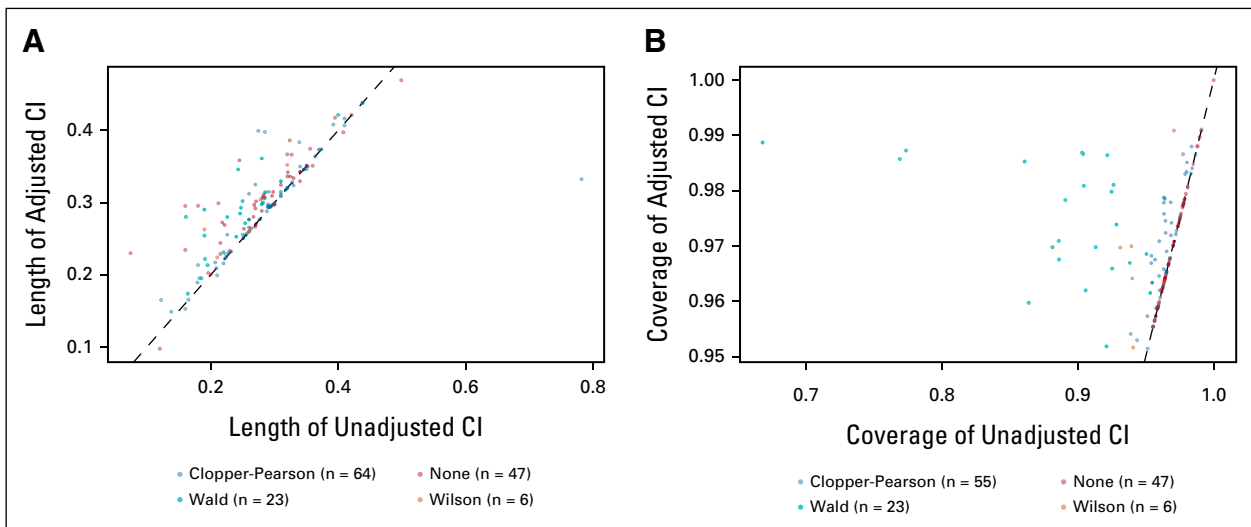 A
Length of Adjusted CI
0.4
0.3
0.2
0.1
0.2
0.4
0.6
0.8
Length of Unadjusted CI
Clopper-Pearson (n = 64)
None (n = 47)
Wald (n = 23)
Wilson (n = 6)
B
Coverage of Adjusted CI
1.00
0.99
0.98
0.97
0.96
0.95
0.7
0.8
0.9
1.0
Coverage of Unadjusted CI
Clopper-Pearson (n = 55)
None (n = 47)
Wald (n = 23)
Wilson (n = 6)